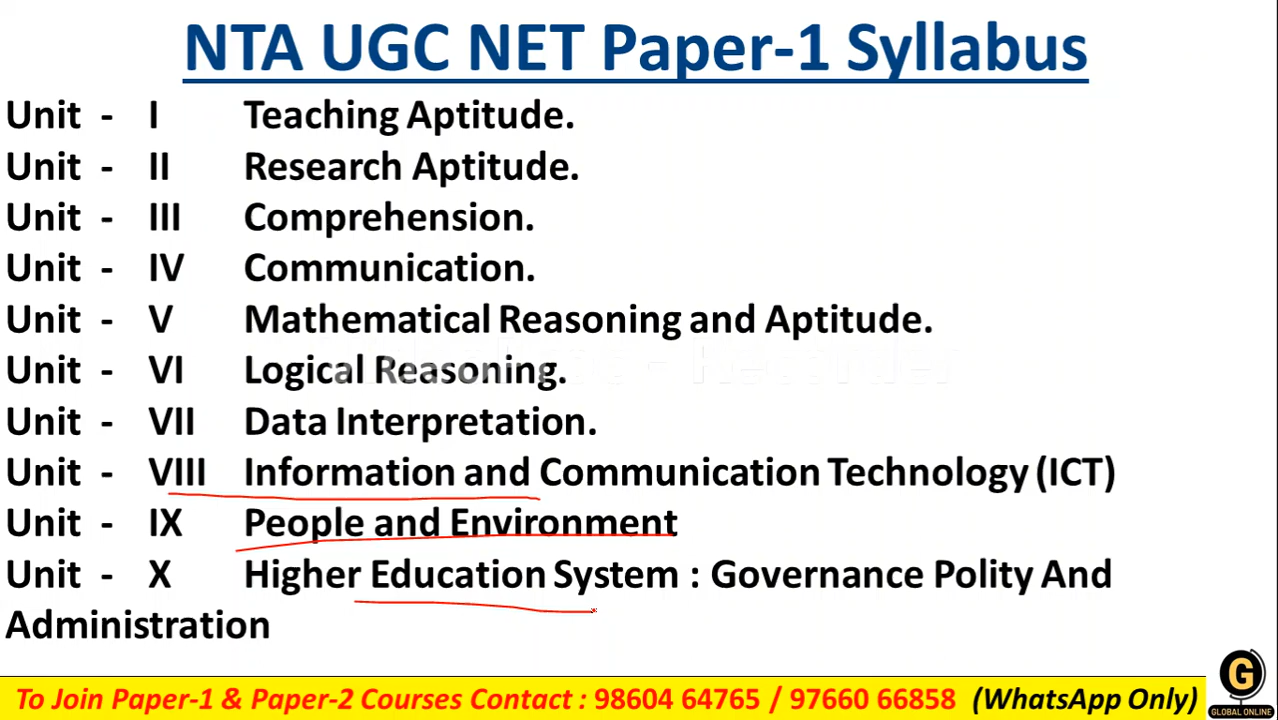 NTA UGC NET Paper-1 Syllabus
Unit - I Teaching Aptitude.
Unit - II Research Aptitude.
Unit - III Comprehension.
Unit - IV Communication.
Unit - V Mathematical Reasoning and Aptitude.
Unit - VI Logical Reasoning.
Unit - VII Data Interpretation.
Unit - VIII Information and Communication Technology (ICT)
Unit - IX People and Environment
Unit - X Higher Education System : Governance Polity And
Administration
To Join Paper-1 & Paper-2 Courses Contact : 98604 64765 / 97660 66858 (WhatsApp Only)
G
GLOBAL ONLINE